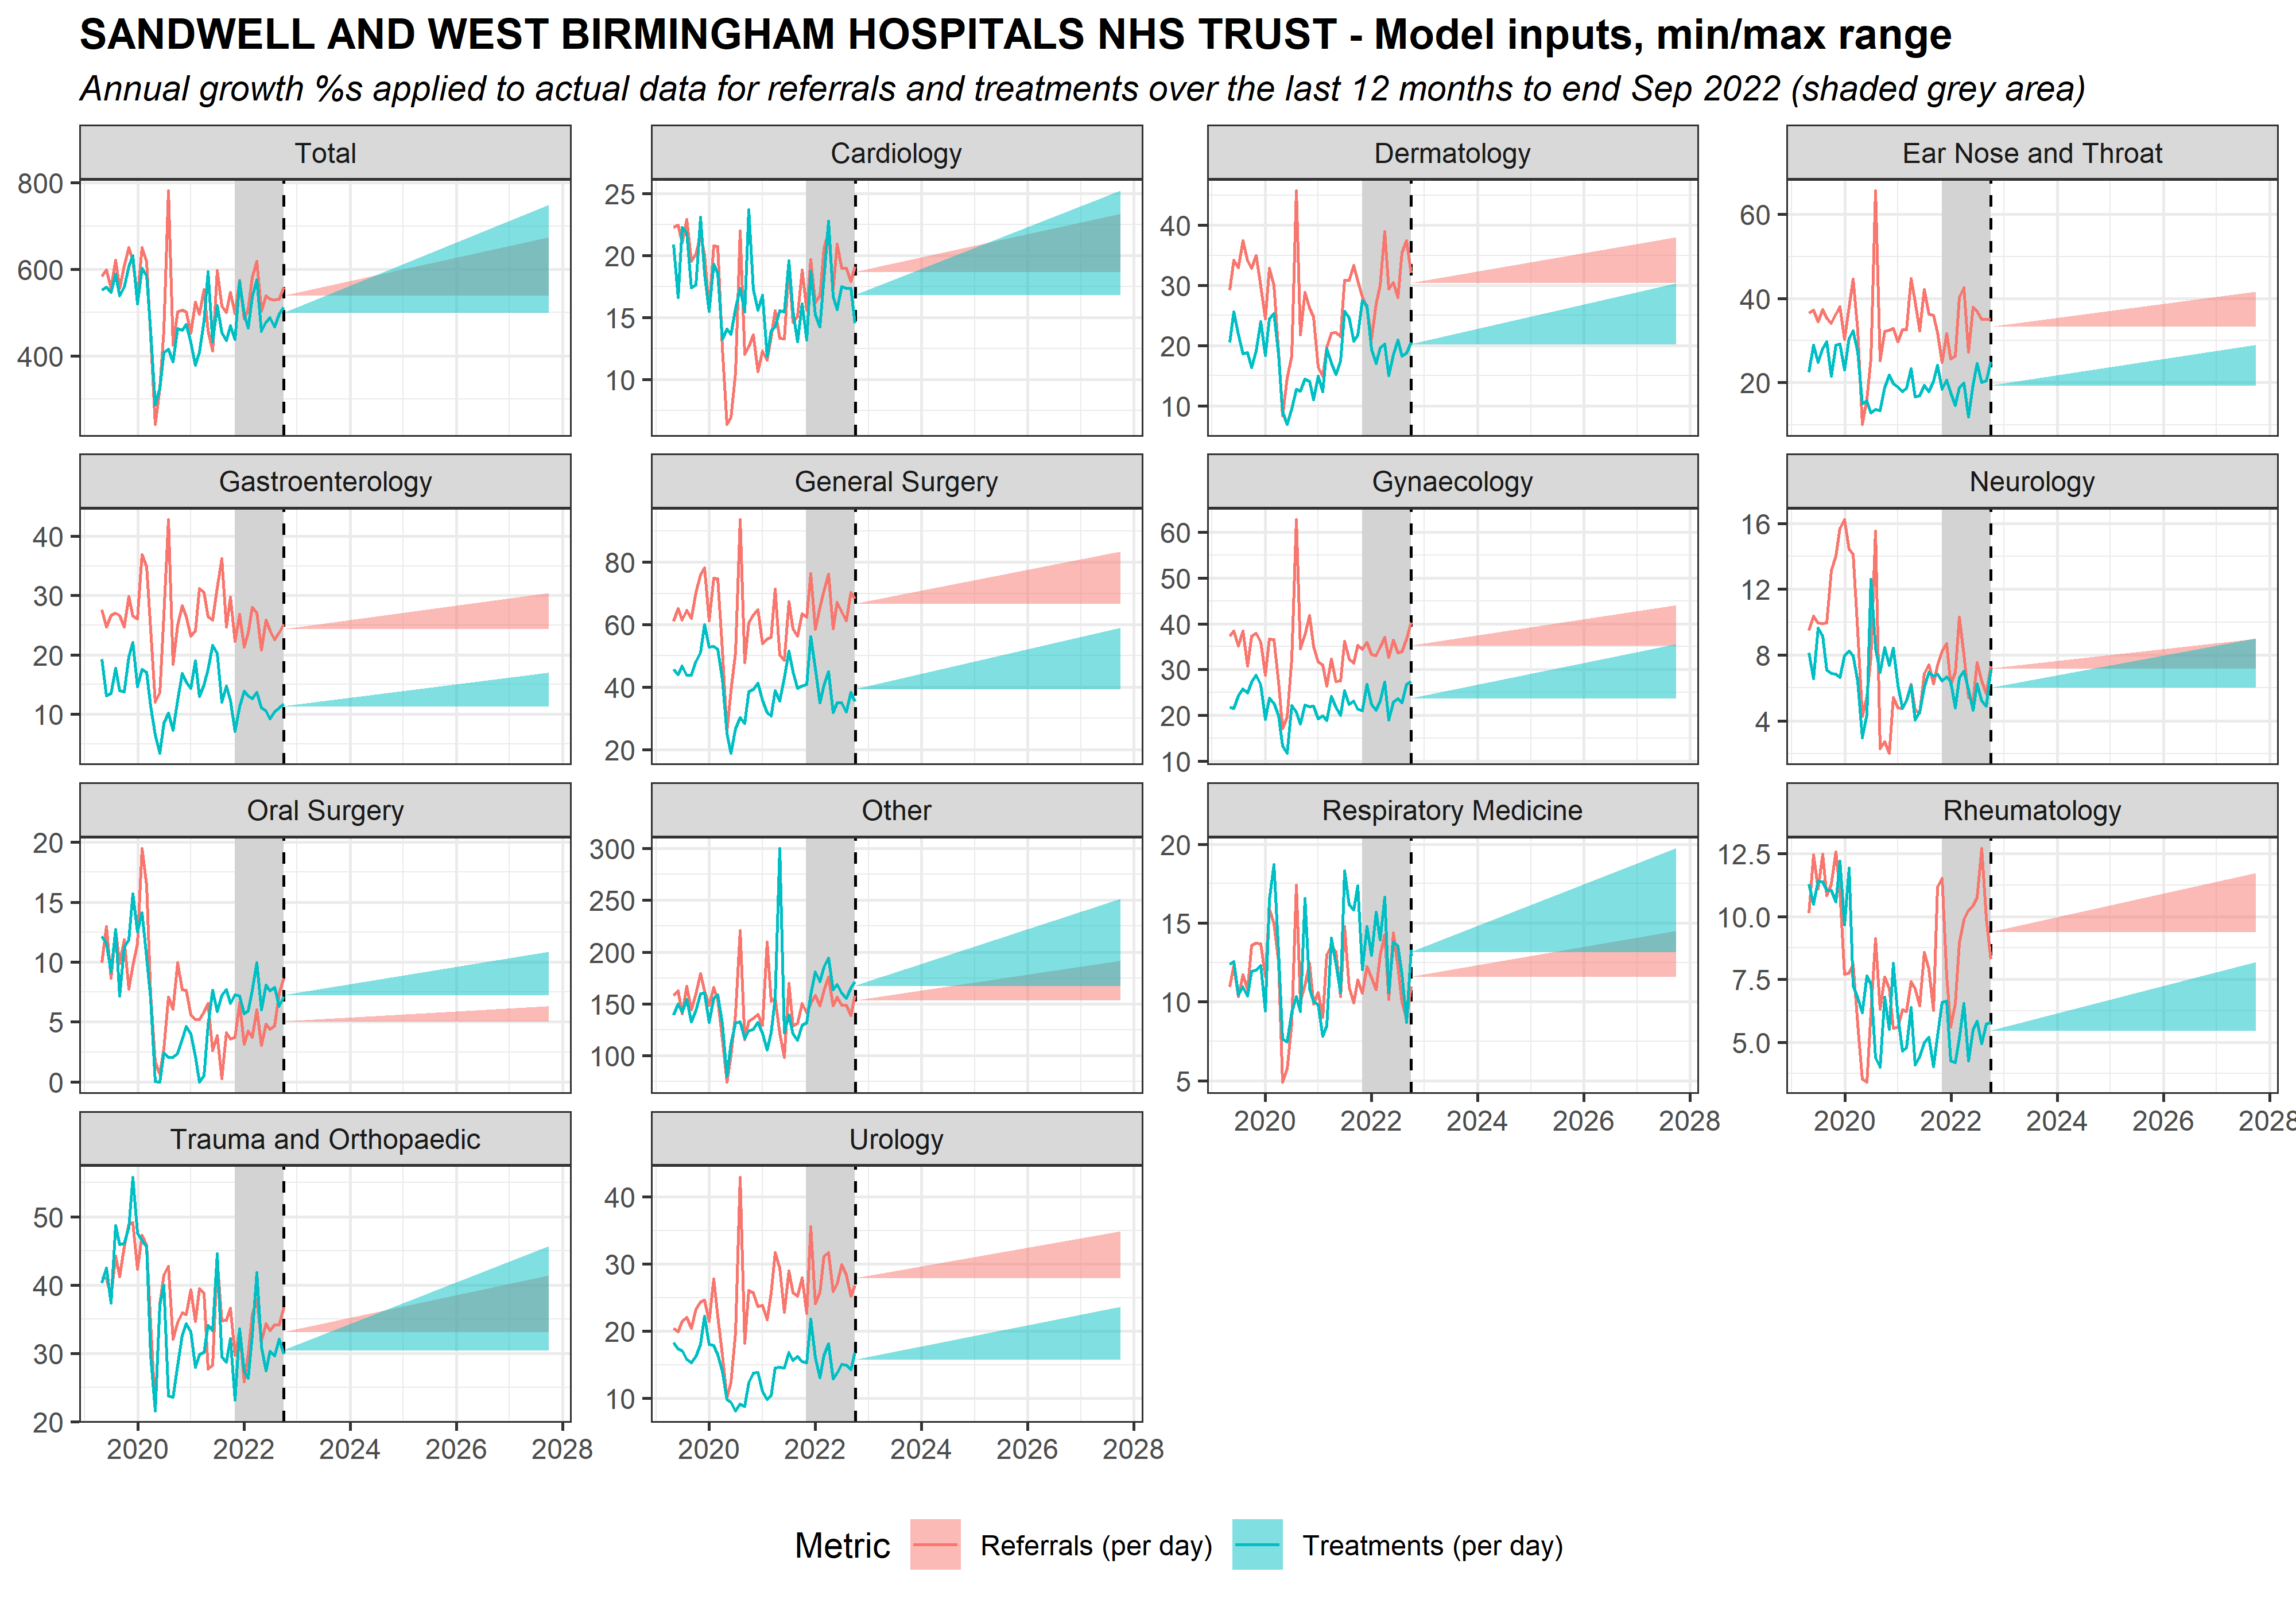 SANDWELL AND WEST BIRMINGHAM HOSPITALS NHS TRUST - Model inputs, min/max range
Annual growth %s applied to actual data for referrals and treatments over the last 12 months to end Sep 2022 (shaded grey area)
Total
800
600
400
Cardiology
25
20
15
10
Dermatology
40
30
20
10
Ear Nose and Throat
60
40
20
Gastroenterology
40
30
20
10
General Surgery
80
60
40
20
Gynaecology
60
50
40
30
20
10
Neurology
16
12
8
4
Oral Surgery
20
15
10
5
0
Other
300
250
200
150
100
Respiratory Medicine
20
15
10
5
2020 2022 2024 2026 2028
Rheumatology
12.5
10.0
7.5
5.0
2020 2022 2024 2026 2028
Trauma and Orthopaedic
50
40
30
20
2020 2022 2024 2026 2028
Urology
40
30
20
10
2020 2022 2024 2026 2028
Metric Referrals (per day) Treatments (per day)